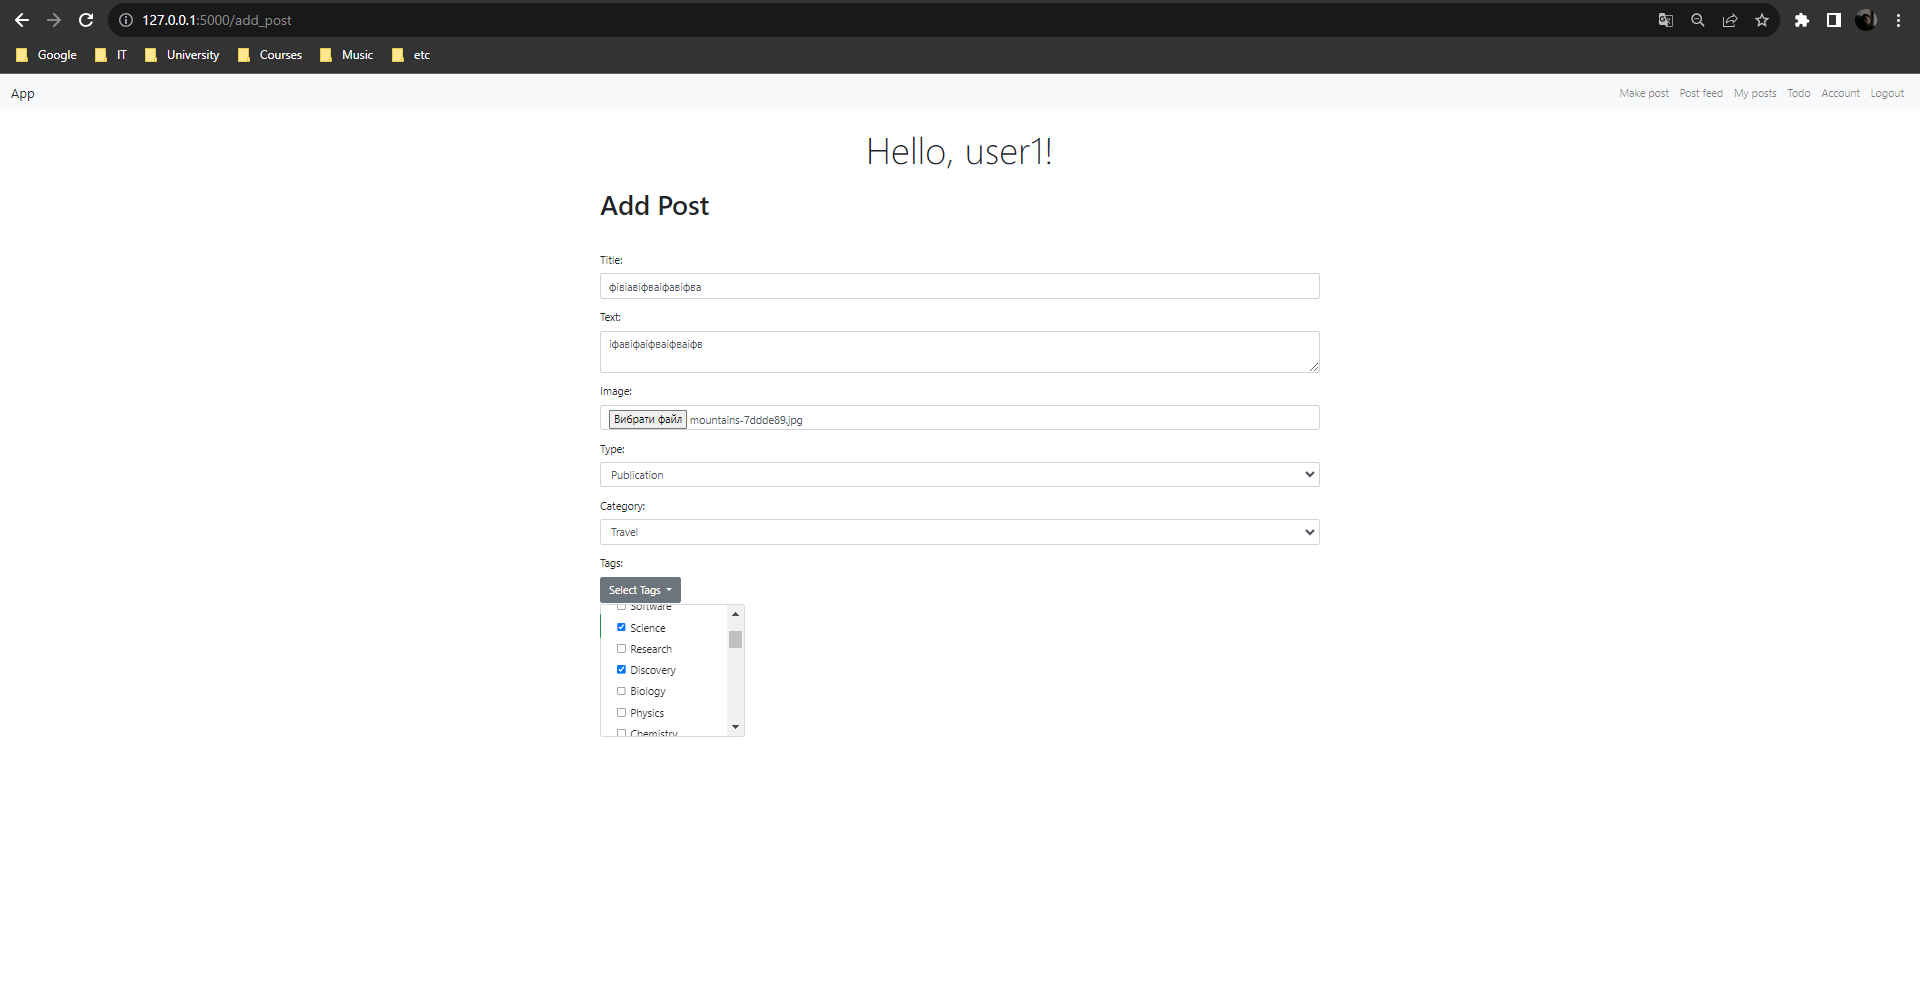 127.0.0.1:5000/add_post
Google IT University Courses Music etc
App Make post Post feed My posts Todo Account Logout
Hello, user1!
Add Post
Title:
фівіавіфваіфавіфва
Text:
іфавіфаіфваіфваіфв
Image:
Вибрати файл mountains-7ddde89.jpg
Type:
Publication
Category:
Travel
Tags:
Select Tags
Software
Science
Research
Discovery
Biology
Physics
Chemistry